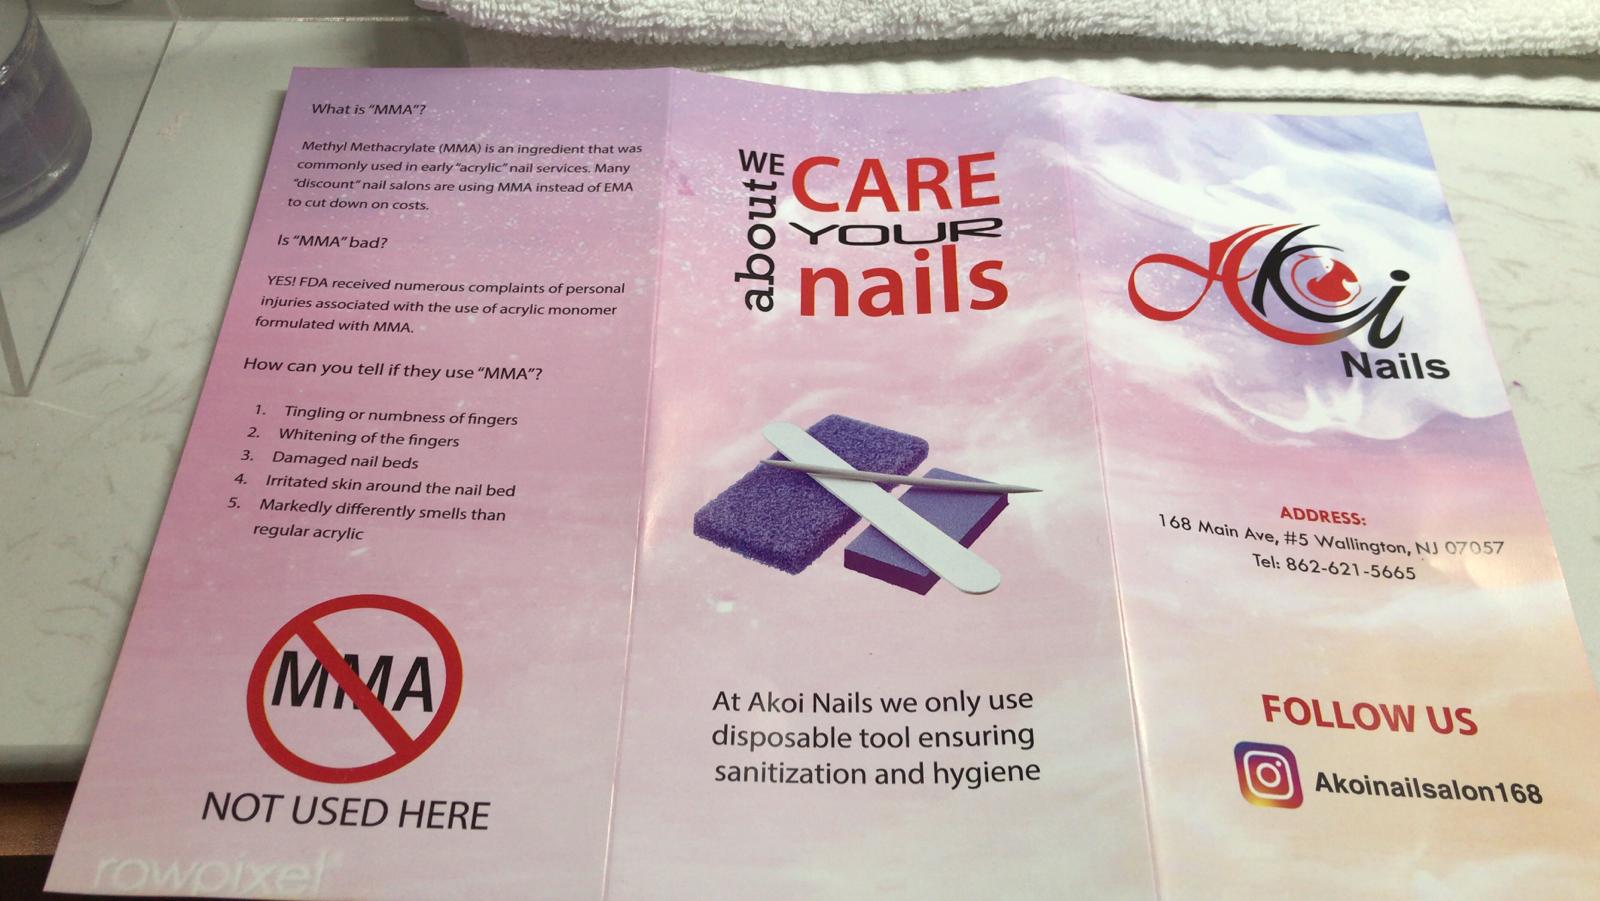 What is "MMA"?
Methyl Methacrylate (MMA) is an ingredient that was
commonly used in early "acrylic" nail services. Many
"discount" nail salons are using MMA instead of EMA
to cut down on costs.
Is "MMA" bad?
YES! FDA received numerous complaints of personal
injuries associated with the use of acrylic monomer
formulated with MMA.
How can you tell if they use "MMA"?
1. Tingling or numbness of fingers
2. Whitening of the fingers
3. Damaged nail beds
4. Irritated skin around the nail bed
5. Markedly differently smells than
regular acrylic
MMA
NOT USED HERE
rawpixel
WE CARE
about YOUR
nails
At Akoi Nails we only use
disposable tool ensuring
sanitization and hygiene
AKoi
Nails
ADDRESS:
168 Main Ave, #5 Wallington, NJ 07057
Tel: 862-621-5665
FOLLOW US
Akoinailsalon168